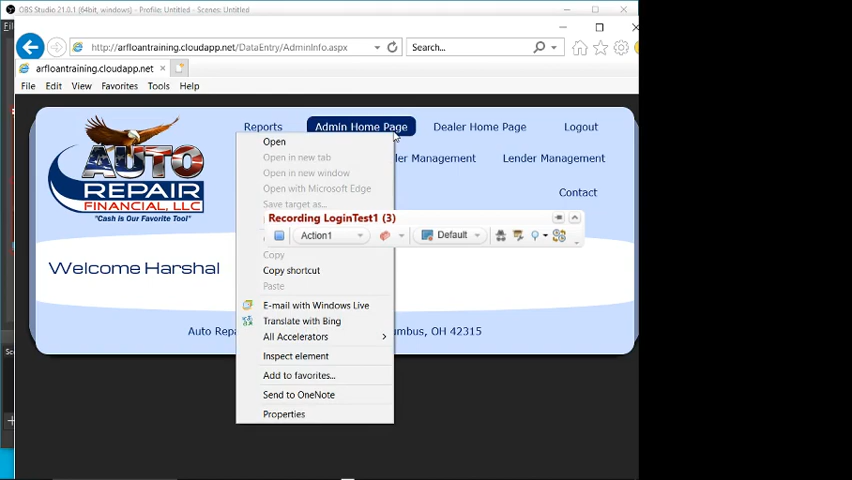 OBS Studio 21.0.1 (64bit, windows) - Profile: Untitled - Scenes: Untitled
http://arfloantraining.cloudapp.net/DataEntry/AdminInfo.aspx
Search...
arfloantraining.cloudapp.net
File Edit View Favorites Tools Help
Reports Admin Home Page Dealer Home Page Logout
ler Management Lender Management
Contact
AUTO
REPAIR
FINANCIAL, LLC
"Cash Is Our Favorite Tool"
Welcome Harshal
Open
Open in new tab
Open in new window
Open with Microsoft Edge
Save target as...
Recording LoginTest1 (3)
Action1 Default
Copy
Copy shortcut
Paste
E-mail with Windows Live
Translate with Bing
All Accelerators
Inspect element
Add to favorites...
Send to OneNote
Properties
Auto Repa
umbus, OH 42315